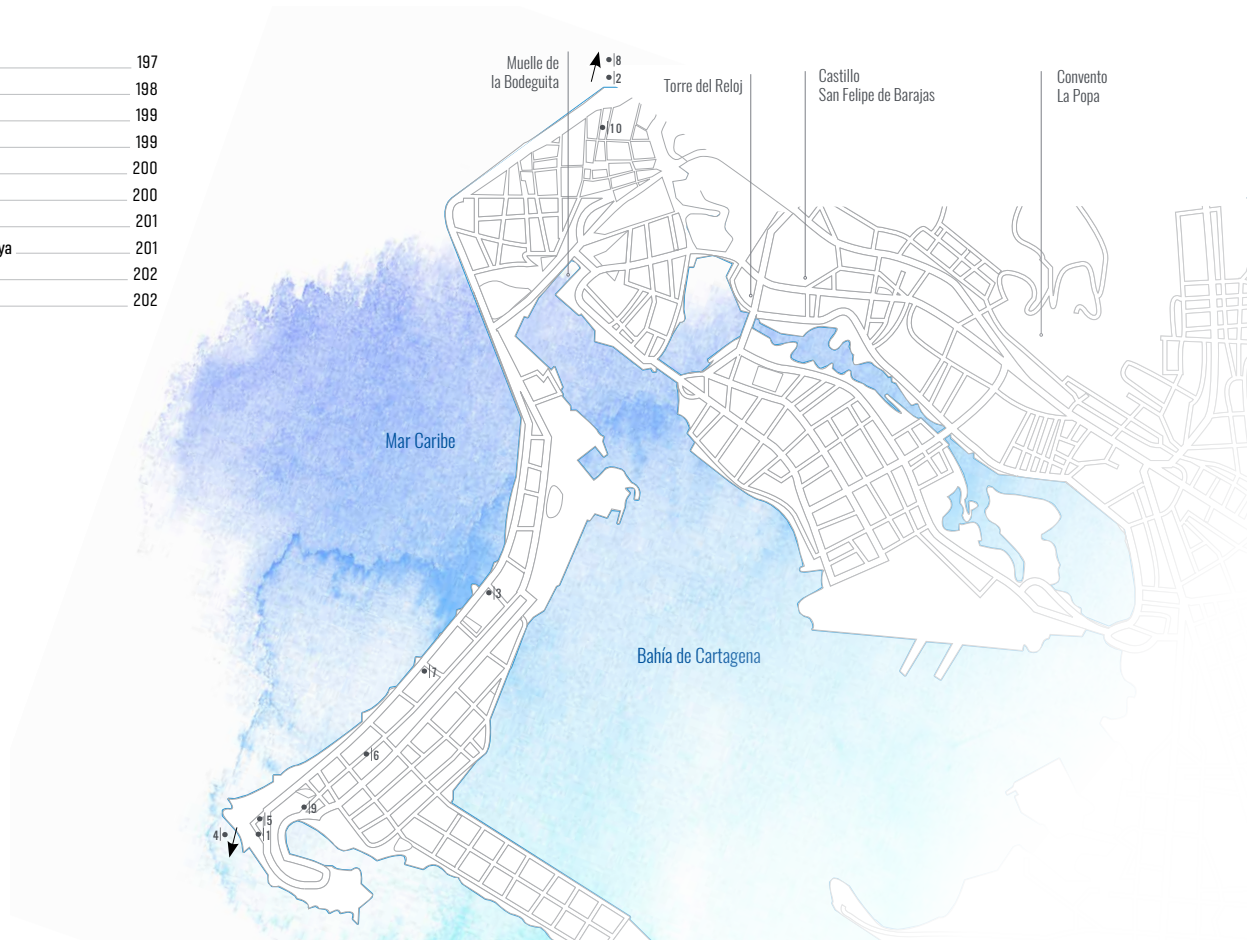 197
198
199
199
200
200
201
ya 201
202
202
Muelle de
la Bodeguita
8
2
10
Torre del Reloj
Castillo
San Felipe de Barajas
Convento
La Popa
Mar Caribe
3
Bahía de Cartagena
7
6
9
5
4
1